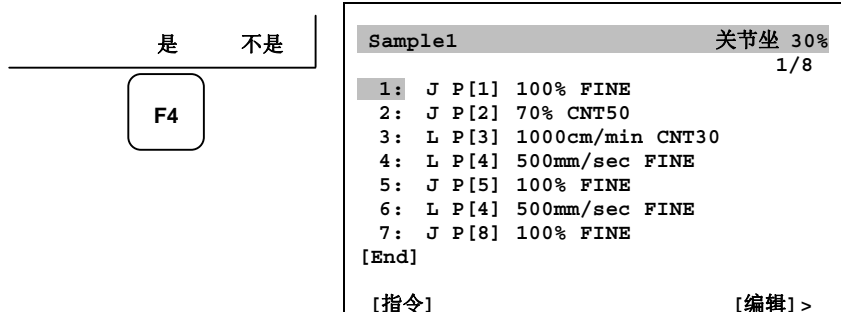 是 不是
F4
Sample1 关节坐 30%
1/8
1: J P[1] 100% FINE
2: J P[2] 70% CNT50
3: L P[3] 1000cm/min CNT30
4: L P[4] 500mm/sec FINE
5: J P[5] 100% FINE
6: L P[4] 500mm/sec FINE
7: J P[8] 100% FINE
[End]
[指令] [编辑]>